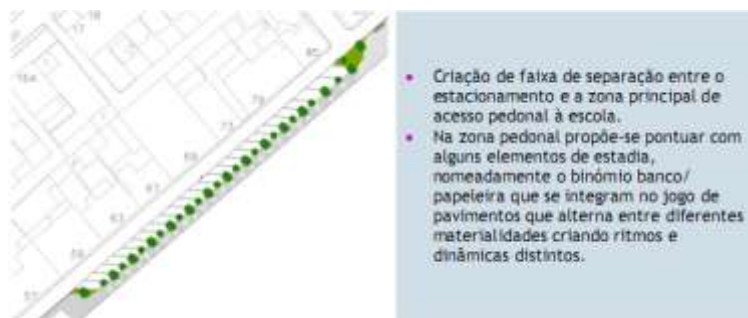 • Criação de faixa de separação entre o
estacionamento e a zona principal de
acesso pedonal à escola.
• Na zona pedonal propõe-se pontuar com
alguns elementos de estadia,
nomeadamente o binómio banco/
papeleira que se integram no jogo de
pavimentos que alterna entre diferentes
materialidades criando ritmos e
dinâmicas distintos.